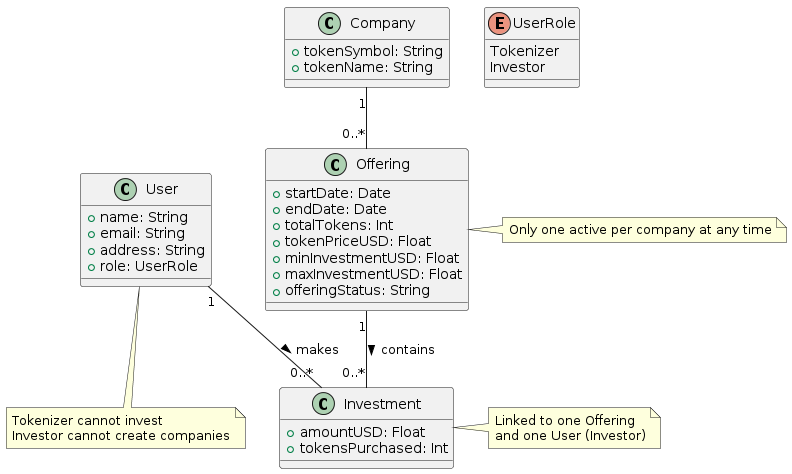 C Company
+ tokenSymbol: String
+ tokenName: String
E UserRole
Tokenizer
Investor
1
0..*
C Offering
+ startDate: Date
+ endDate: Date
+ totalTokens: Int
+ tokenPriceUSD: Float
+ minInvestmentUSD: Float
+ maxInvestmentUSD: Float
+ offeringStatus: String
Only one active per company at any time
C User
+ name: String
+ email: String
+ address: String
+ role: UserRole
1
makes
0..*
1
contains
0..*
Tokenizer cannot invest
Investor cannot create companies
C Investment
+ amountUSD: Float
+ tokensPurchased: Int
Linked to one Offering
and one User (Investor)